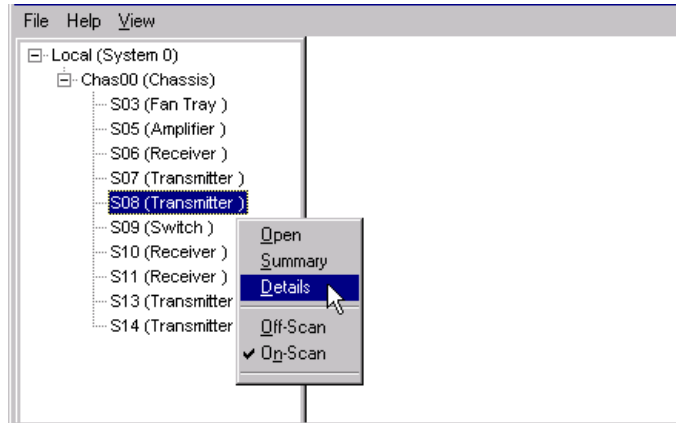 File Help View
Local (System 0)
Chas00 (Chassis)
S03 (Fan Tray )
S05 (Amplifier )
S06 (Receiver )
S07 (Transmitter )
S08 (Transmitter )
S09 (Switch )
S10 (Receiver )
S11 (Receiver )
S13 (Transmitter
S14 (Transmitter
Open
Summary
Details
Off-Scan
On-Scan